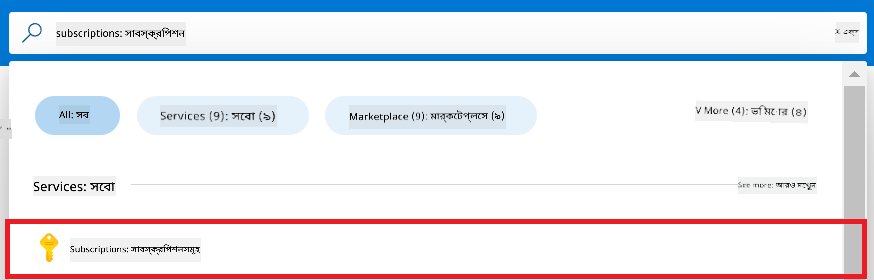 subscriptions: সাবস্ক্রিপশন
X এক্স
All: সব
Services (9): সেবা (৯)
Marketplace (9): মার্কেটপ্লেসে (৯)
V More (4): ভি মোর (৪)
Services: সেবা
See more: আরও দেখুন
Subscriptions: সাবস্ক্রিপশনসমূহ